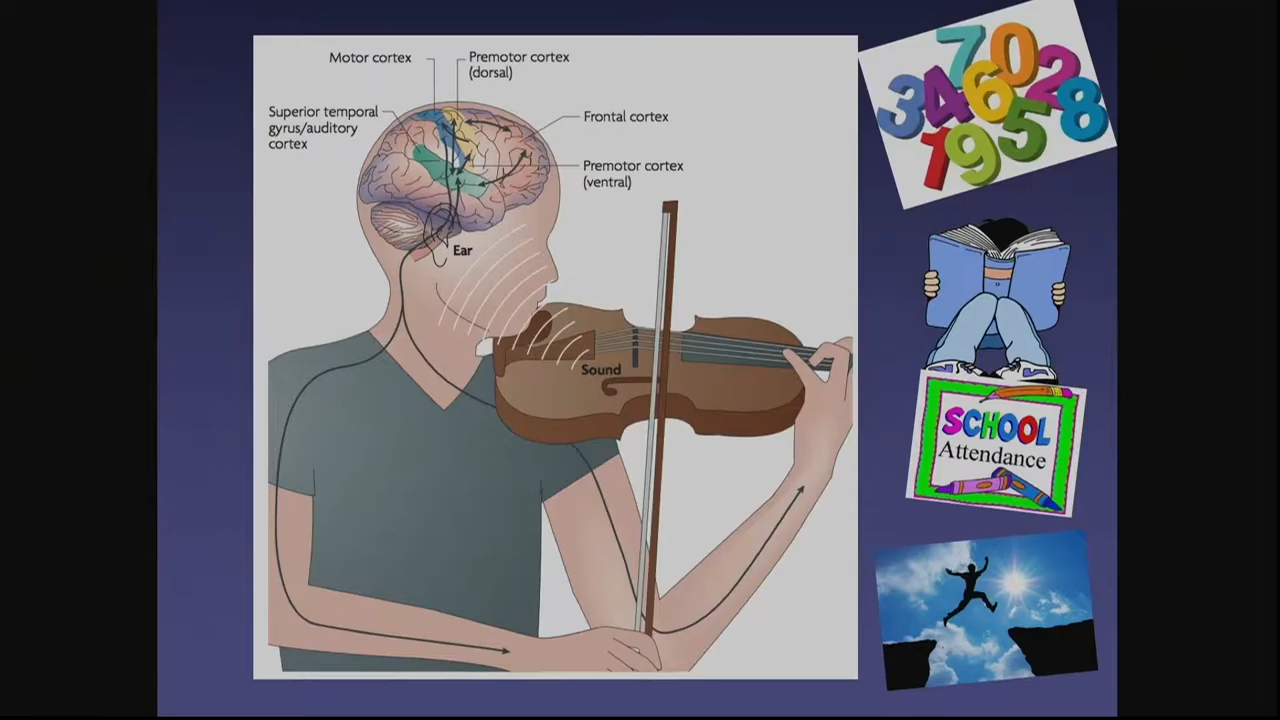 Motor cortex
Premotor cortex
(dorsal)
Superior temporal
gyrus/auditory
cortex
Frontal cortex
Premotor cortex
(ventral)
Ear
Sound
7 0 2
3 4 6 8
1 9 5
SCHOOL
Attendance